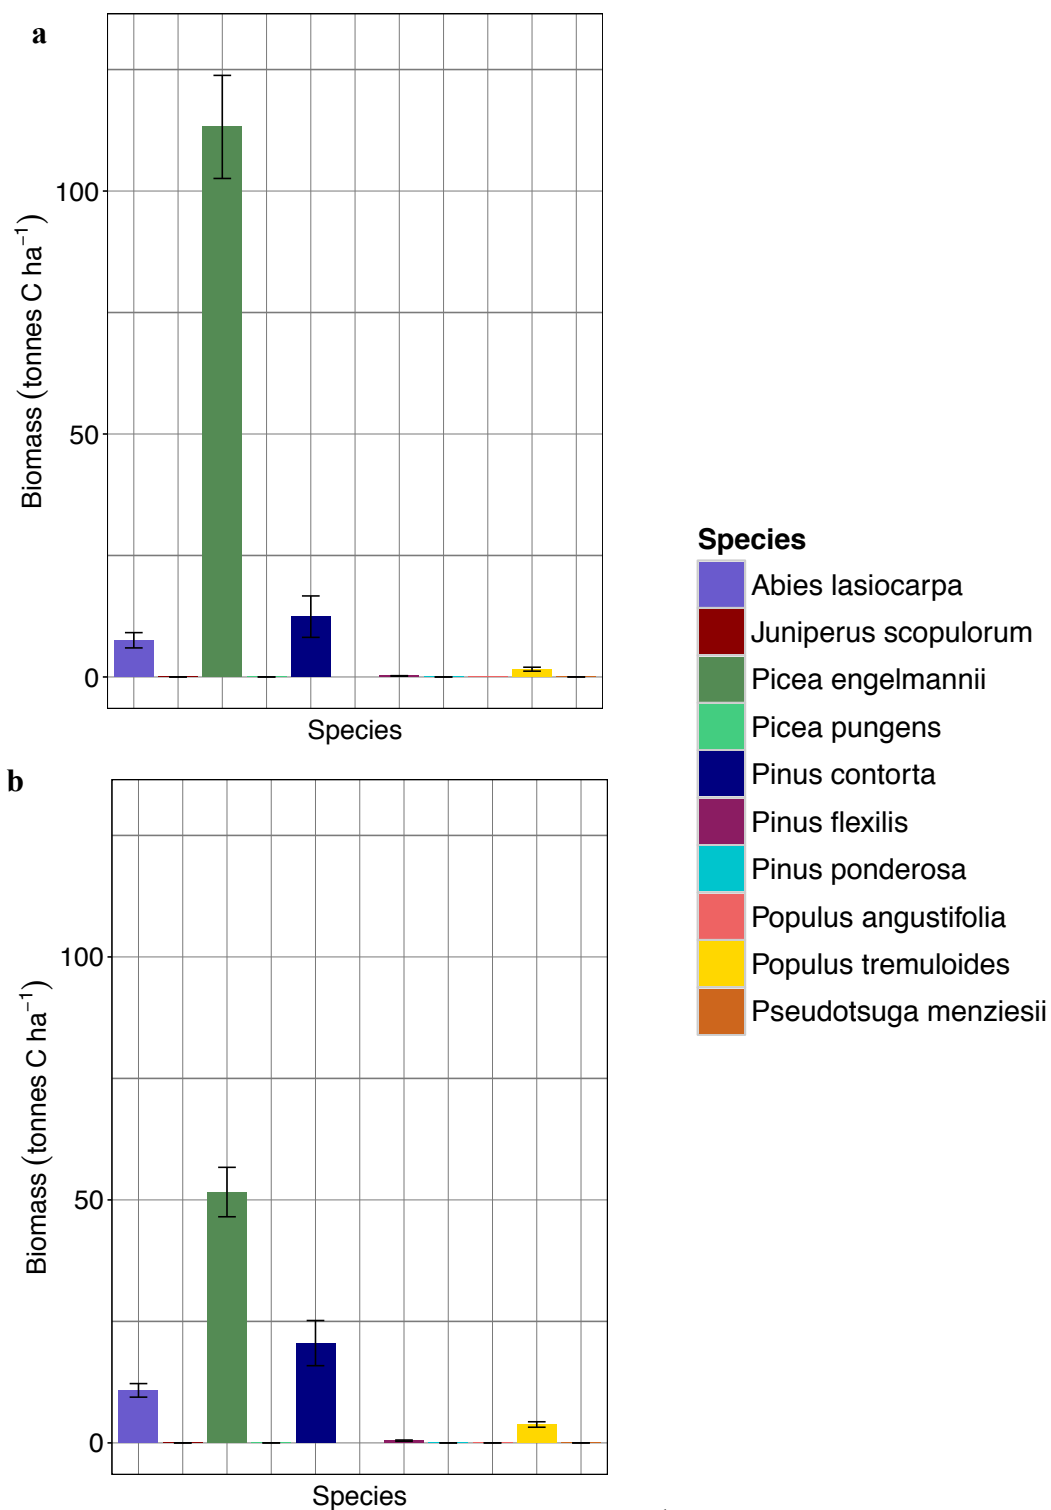 a
100
50
0
Biomass (tonnes C ha⁻¹)
Species
b
100
50
0
Biomass (tonnes C ha⁻¹)
Species
Species
Abies lasiocarpa
Juniperus scopulorum
Picea engelmannii
Picea pungens
Pinus contorta
Pinus flexilis
Pinus ponderosa
Populus angustifolia
Populus tremuloides
Pseudotsuga menziesii